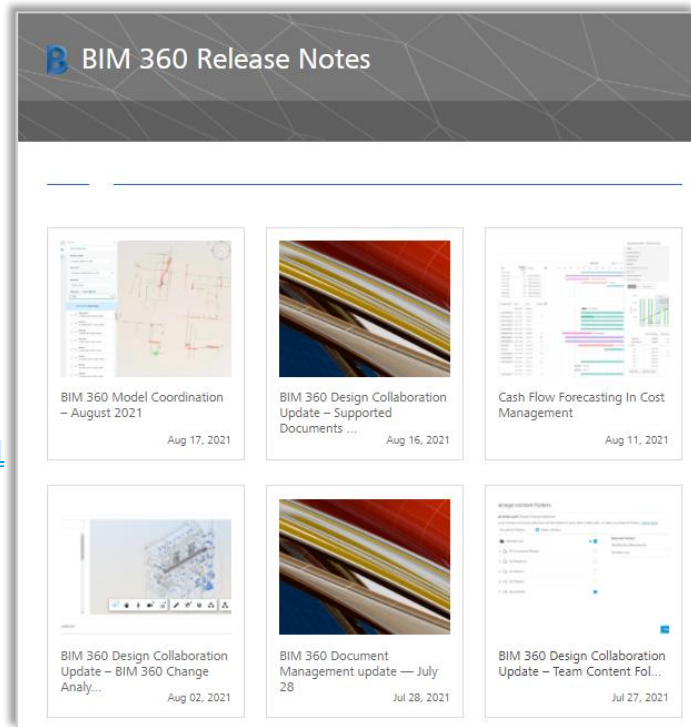 BIM 360 Release Notes
BIM 360 Model Coordination
– August 2021
Aug 17, 2021
BIM 360 Design Collaboration
Update – Supported
Documents ...
Aug 16, 2021
Cash Flow Forecasting In Cost
Management
Aug 11, 2021
BIM 360 Design Collaboration
Update – BIM 360 Change
Analy...
Aug 02, 2021
BIM 360 Document
Management update — July
28
Jul 28, 2021
BIM 360 Design Collaboration
Update – Team Content Fol...
Jul 27, 2021